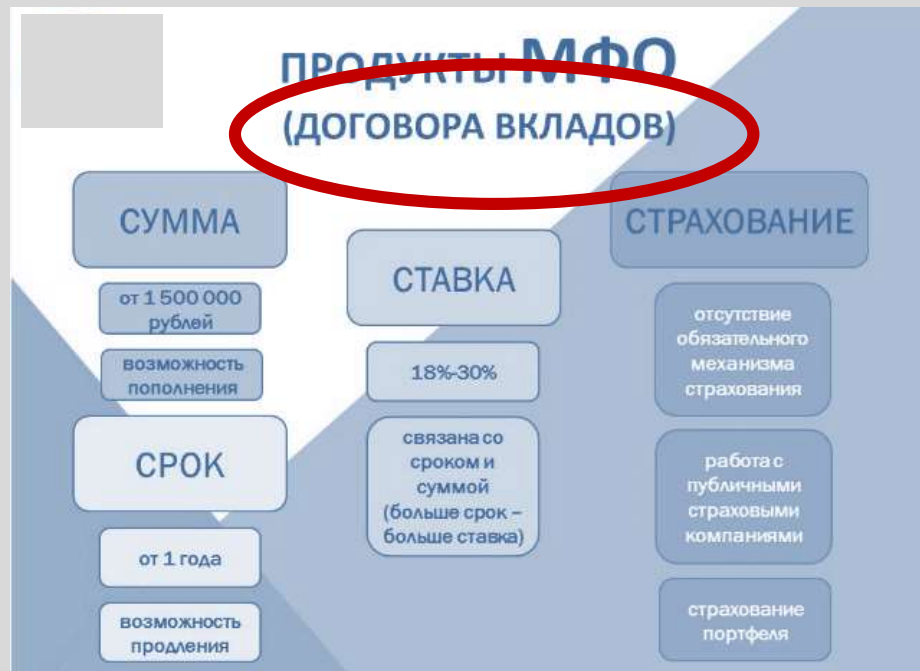 ПРОДУКТЫ МФО
(ДОГОВОРА ВКЛАДОВ)
СУММА
от 1 500 000
рублей
возможность
пополнения
СРОК
от 1 года
возможность
продления
СТАВКА
18%-30%
связана со
сроком и
суммой
(больше срок –
больше ставка)
СТРАХОВАНИЕ
отсутствие
обязательного
механизма
страхования
работа с
публичными
страховыми
компаниями
страхование
портфеля